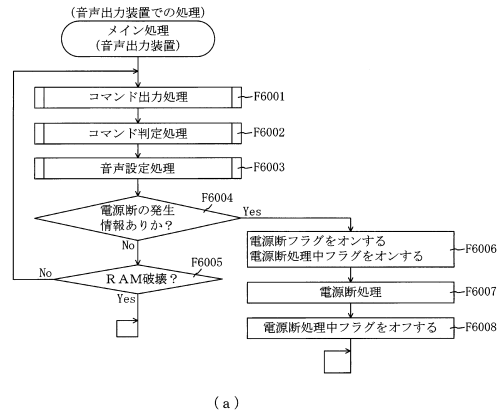 (音声出力装置での処理)
メイン処理
(音声出力装置)
コマンド出力処理
F6001
コマンド判定処理
F6002
音声設定処理
F6003
電源断の発生
情報ありか？
F6004
Yes
No
電源断フラグをオンする
電源断処理中フラグをオンする
F6006
RAM破壊？
F6005
No
Yes
電源断処理
F6007
電源断処理中フラグをオフする
F6008
(a)